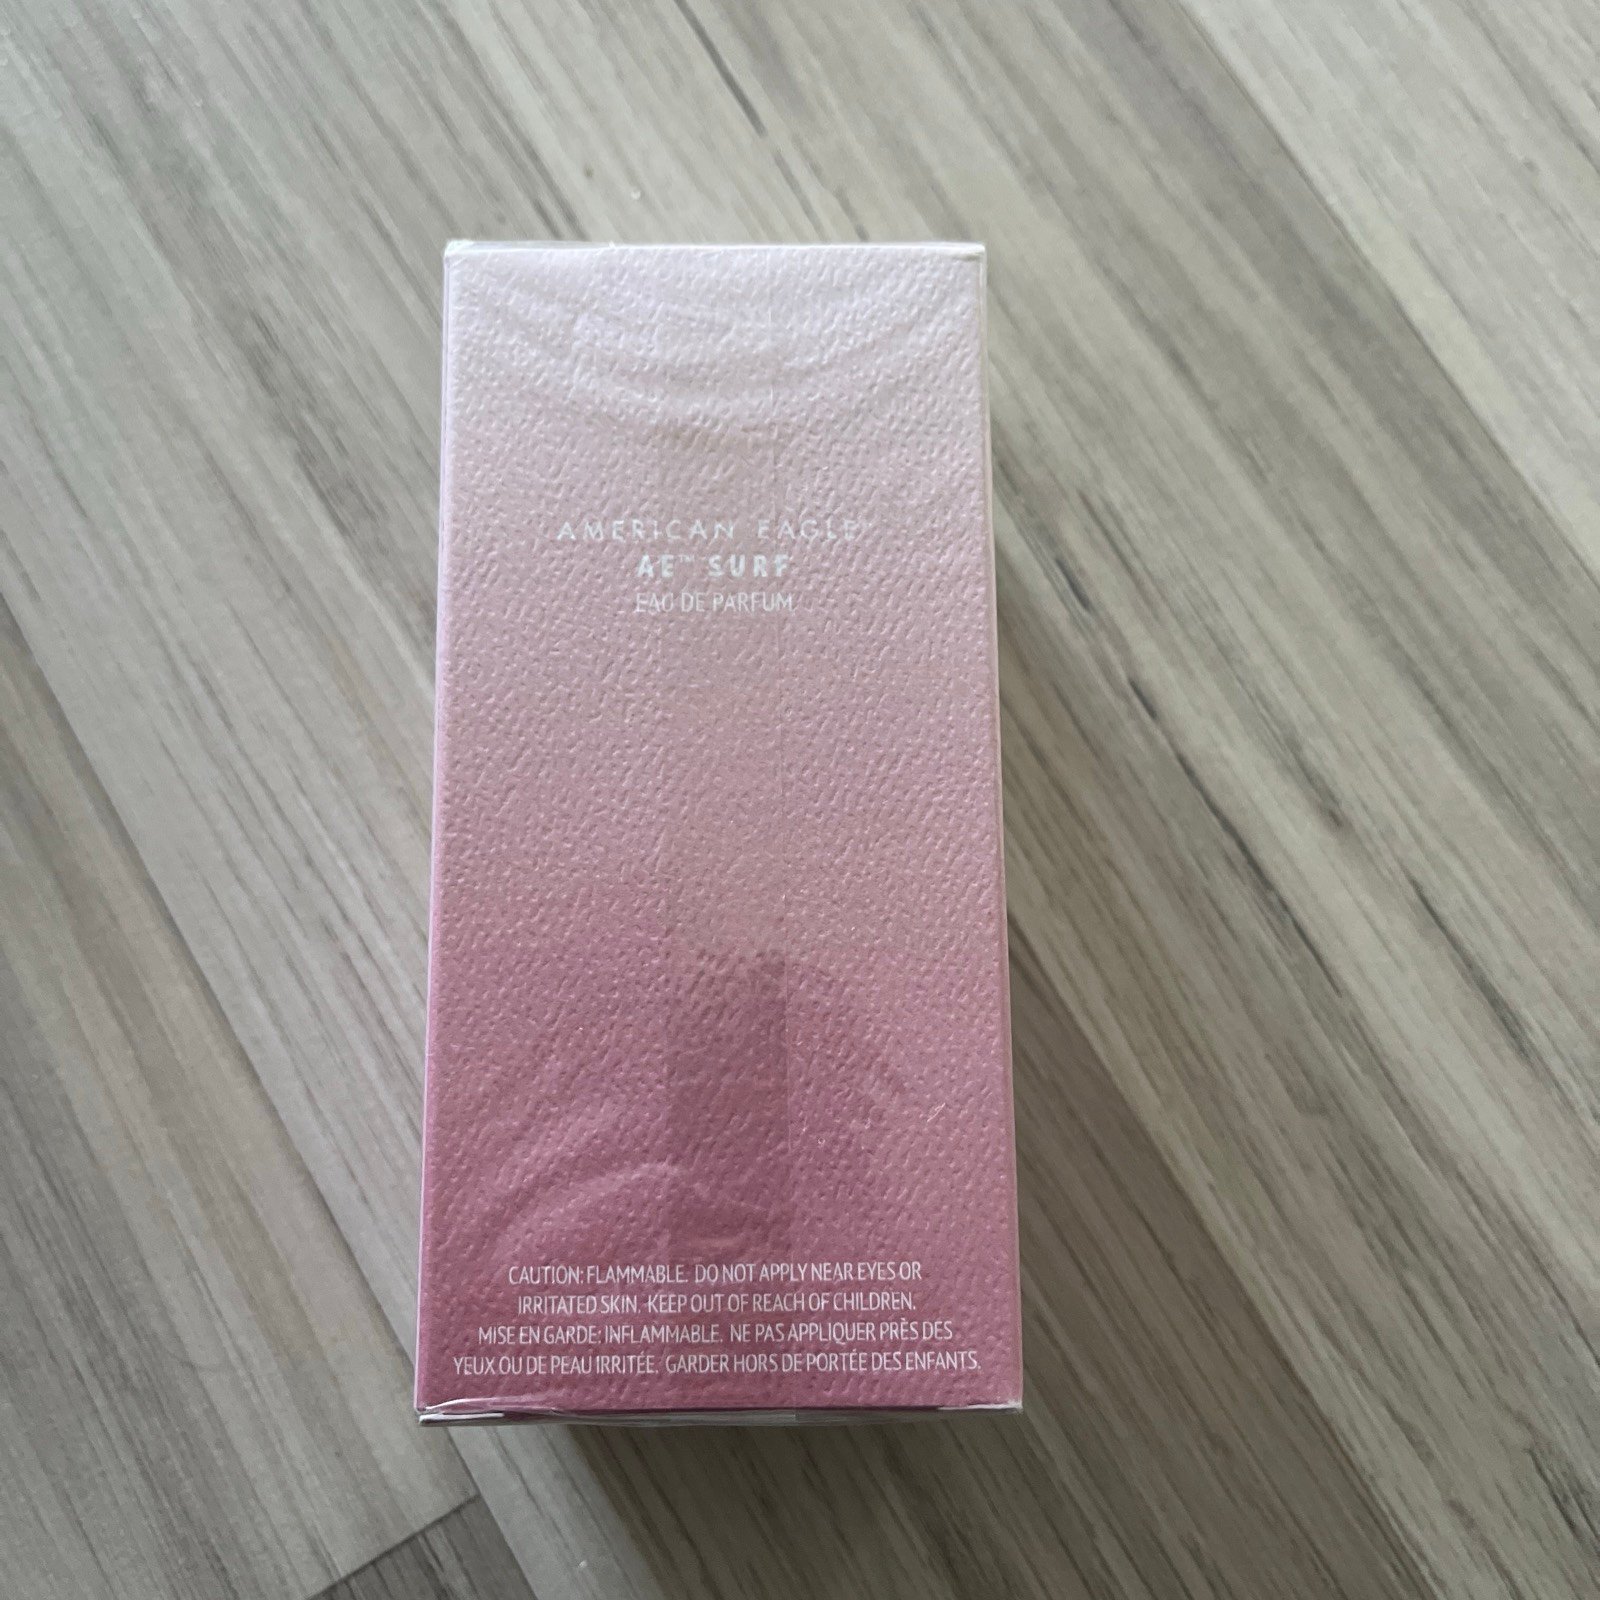 AMERICAN EAGLE®
AE™ SURF
EAU DE PARFUM
CAUTION: FLAMMABLE. DO NOT APPLY NEAR EYES OR
IRRITATED SKIN. KEEP OUT OF REACH OF CHILDREN.
MISE EN GARDE: INFLAMMABLE. NE PAS APPLIQUER PRÈS DES
YEUX OU DE PEAU IRRITÉE. GARDER HORS DE PORTÉE DES ENFANTS.